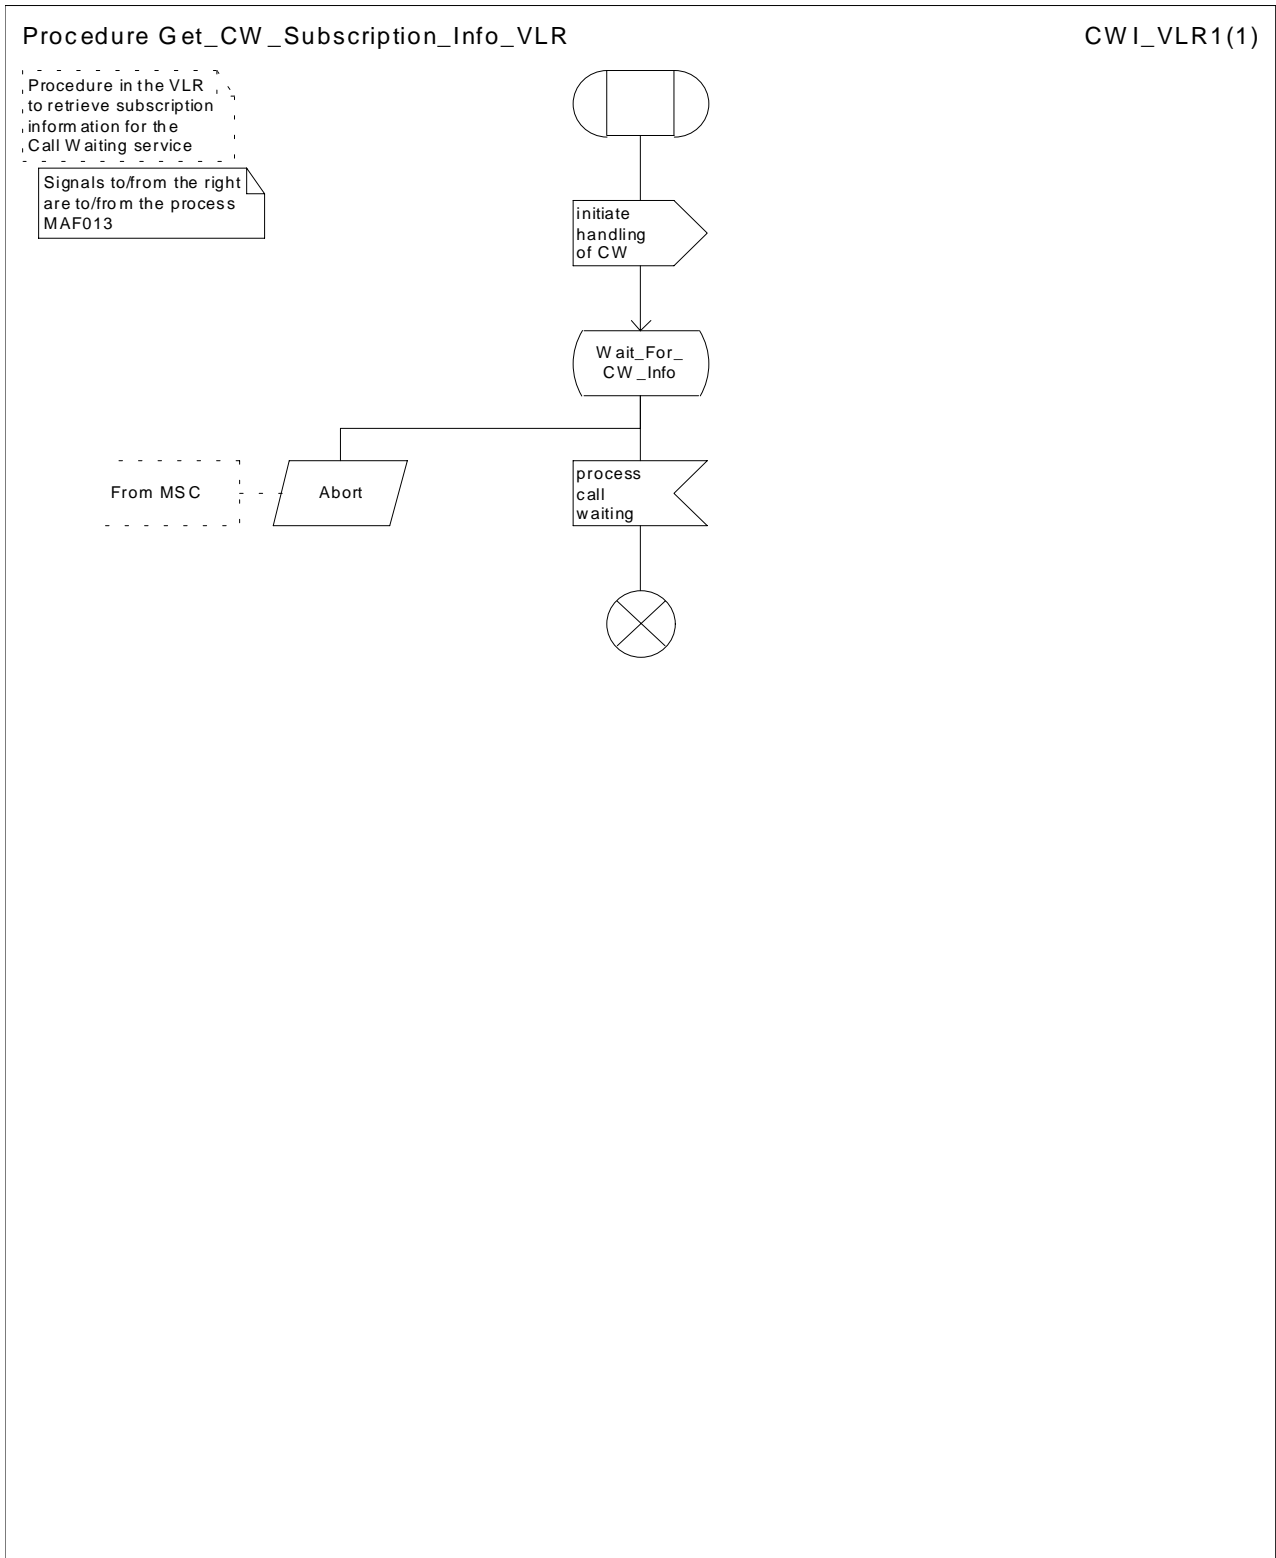 Procedure Get_CW_Subscription_Info_VLR
CWI_VLR1(1)
Procedure in the VLR
to retrieve subscription
information for the
Call Waiting service
Signals to/from the right
are to/from the process
MAF013
initiate
handling
of CW
Wait_For_
CW_Info
From MSC
Abort
process
call
waiting